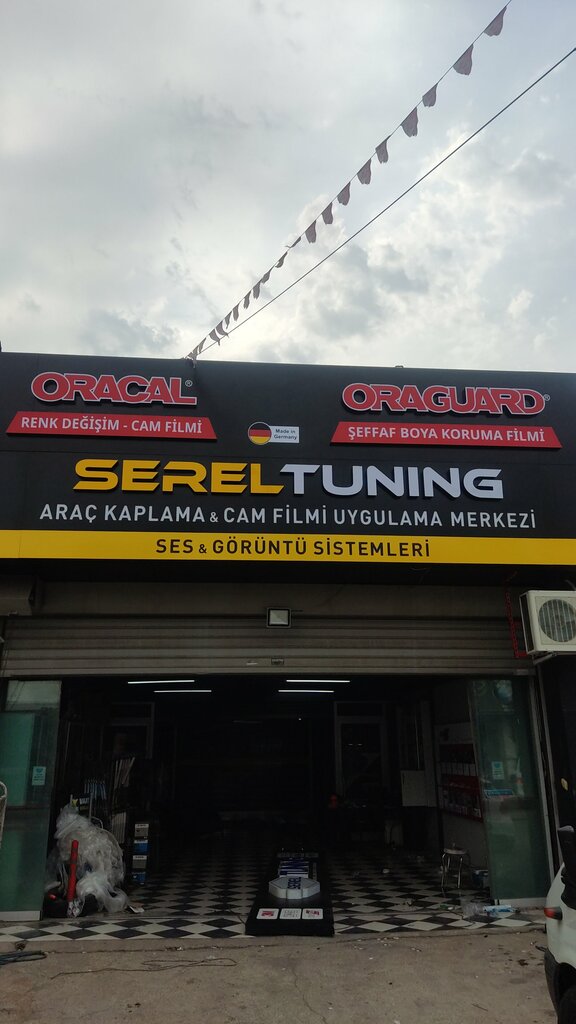 ORACAL®
RENK DEĞİŞİM - CAM FİLMİ
Made in
Germany
ORAGUARD®
ŞEFFAF BOYA KORUMA FİLMİ
SERELTUNING
ARAÇ KAPLAMA & CAM FİLMİ UYGULAMA MERKEZİ
SES & GÖRÜNTÜ SİSTEMLERİ